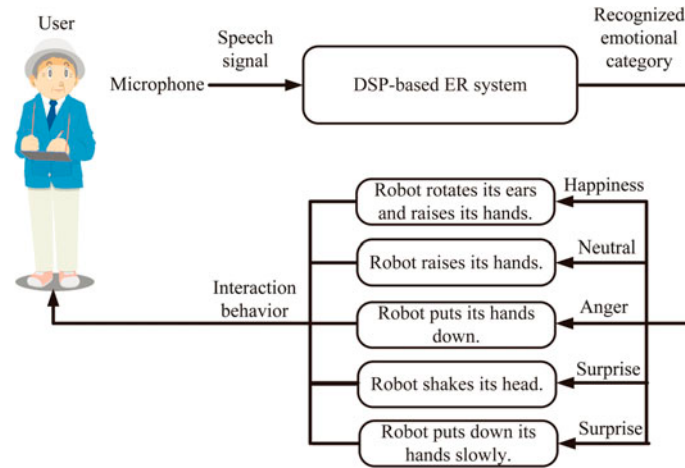 User
Speech
signal
Microphone
DSP-based ER system
Recognized
emotional
category
Robot rotates its ears
and raises its hands.
Happiness
Robot raises its hands.
Neutral
Interaction
behavior
Robot puts its hands
down.
Anger
Robot shakes its head.
Surprise
Robot puts down its
hands slowly.
Surprise